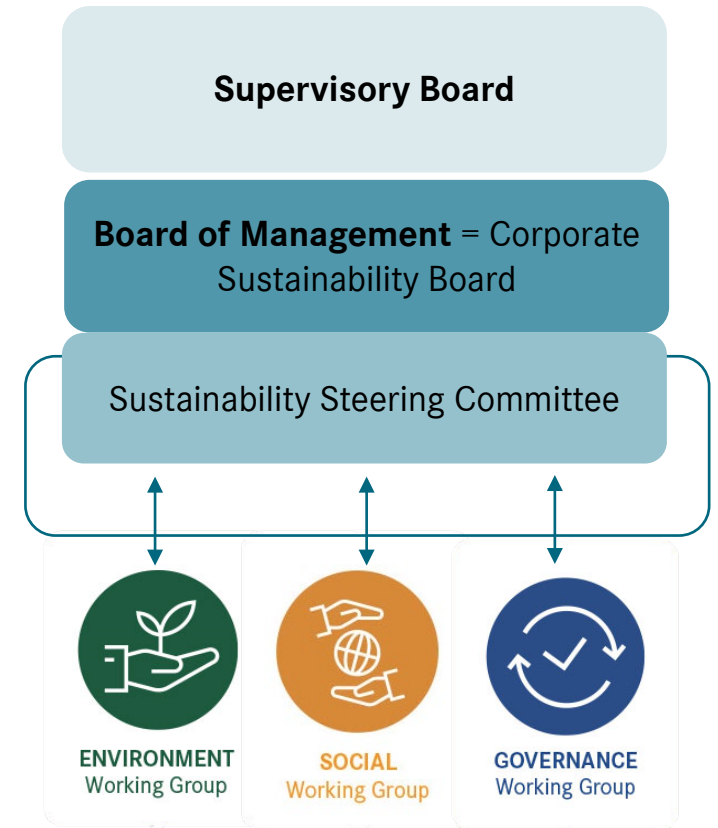 Supervisory Board
Board of Management = Corporate
Sustainability Board
Sustainability Steering Committee
ENVIRONMENT
Working Group
SOCIAL
Working Group
GOVERNANCE
Working Group